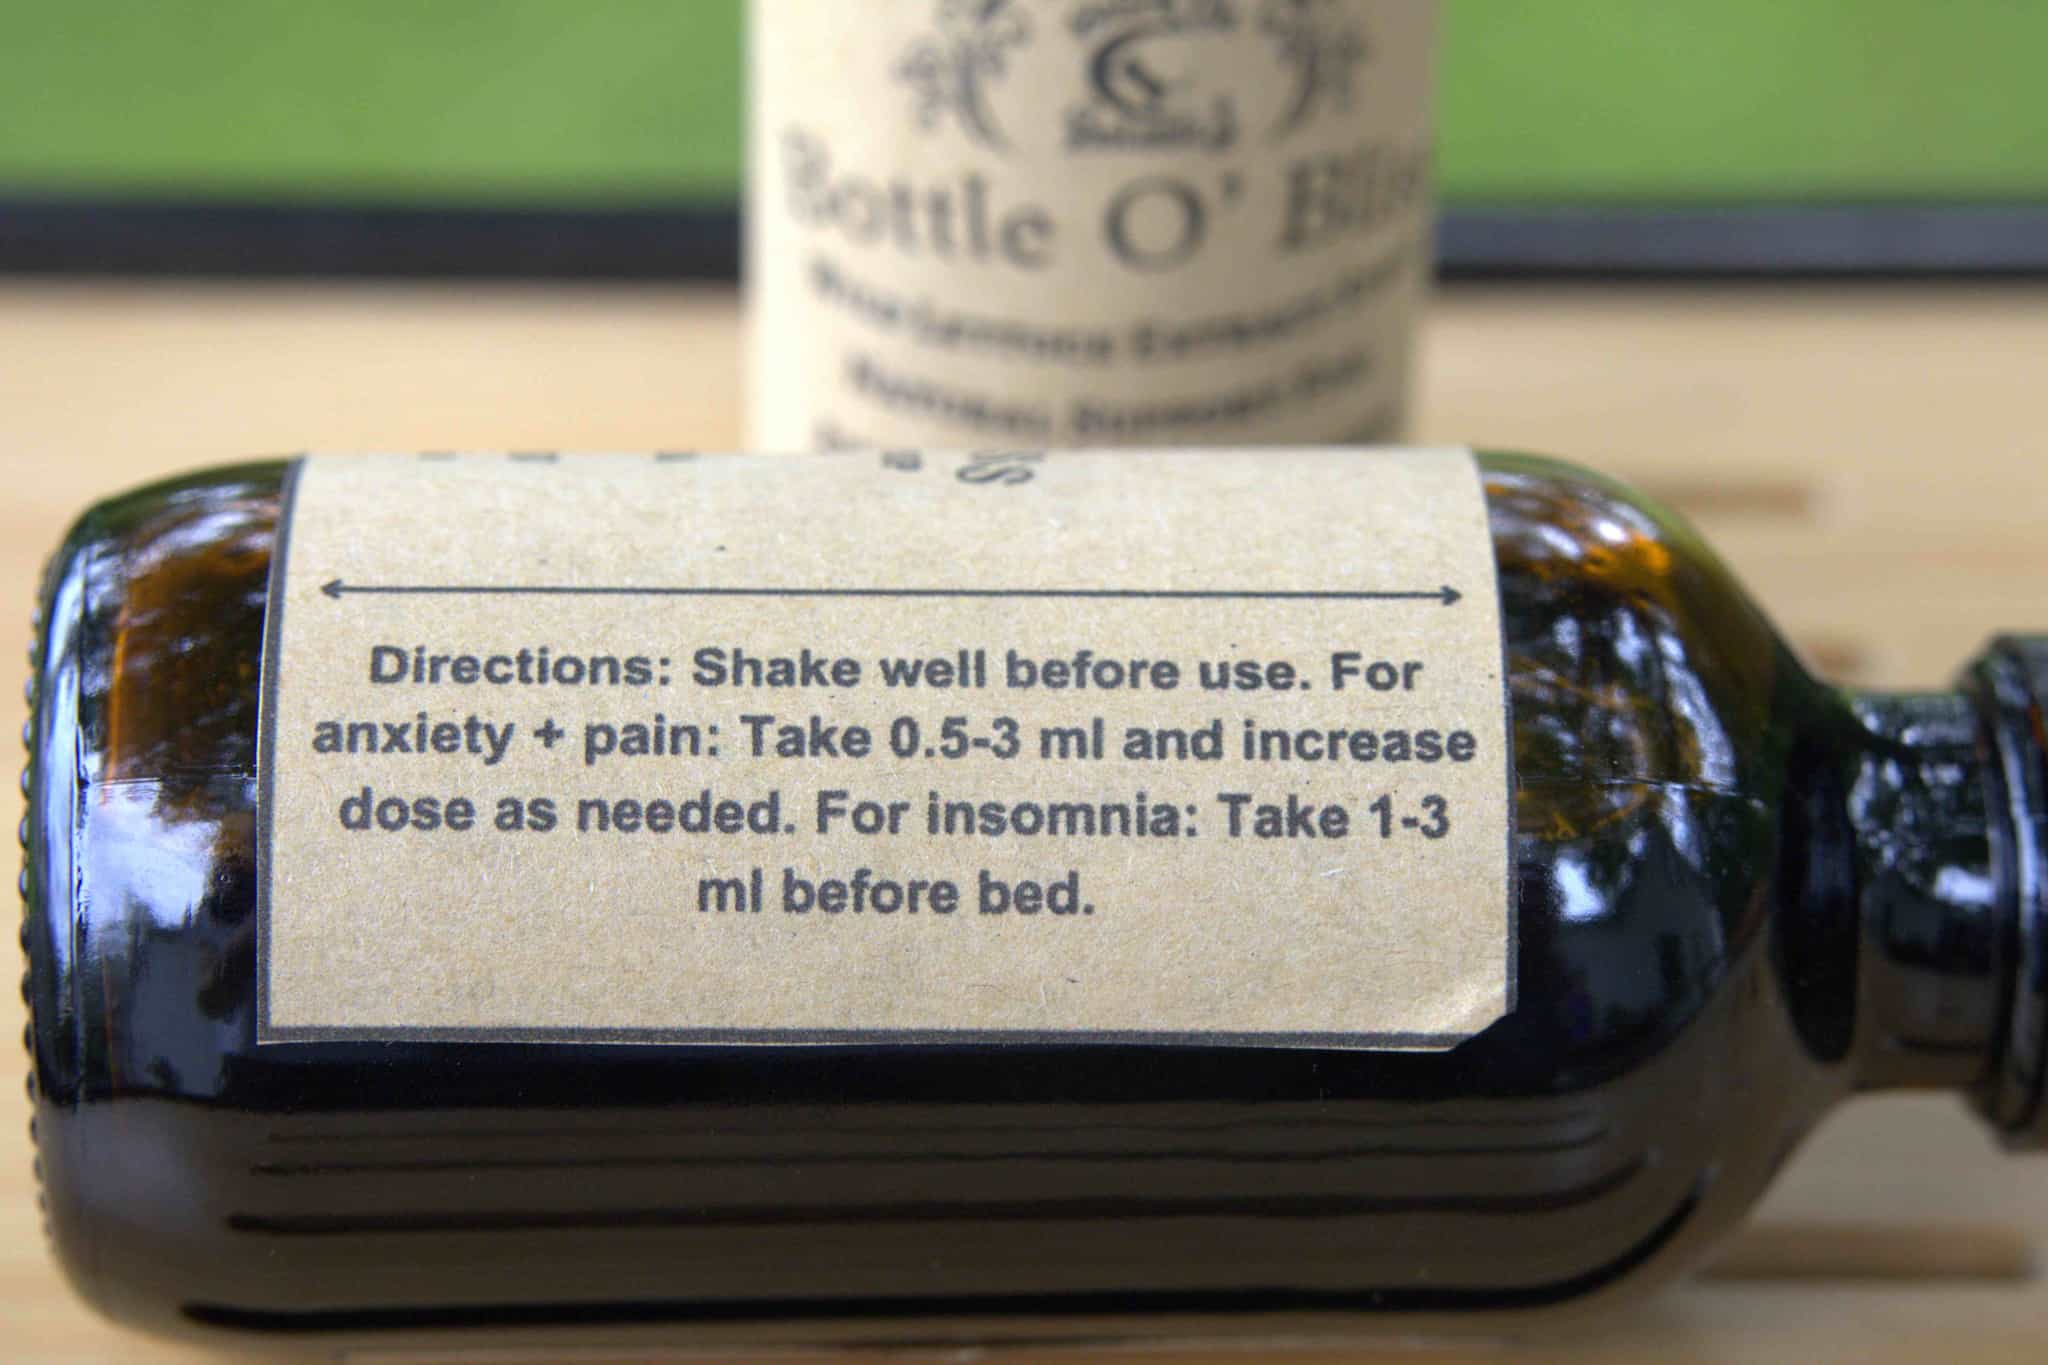 Bottle O' Bliss
Directions: Shake well before use. For
anxiety + pain: Take 0.5-3 ml and increase
dose as needed. For insomnia: Take 1-3
ml before bed.